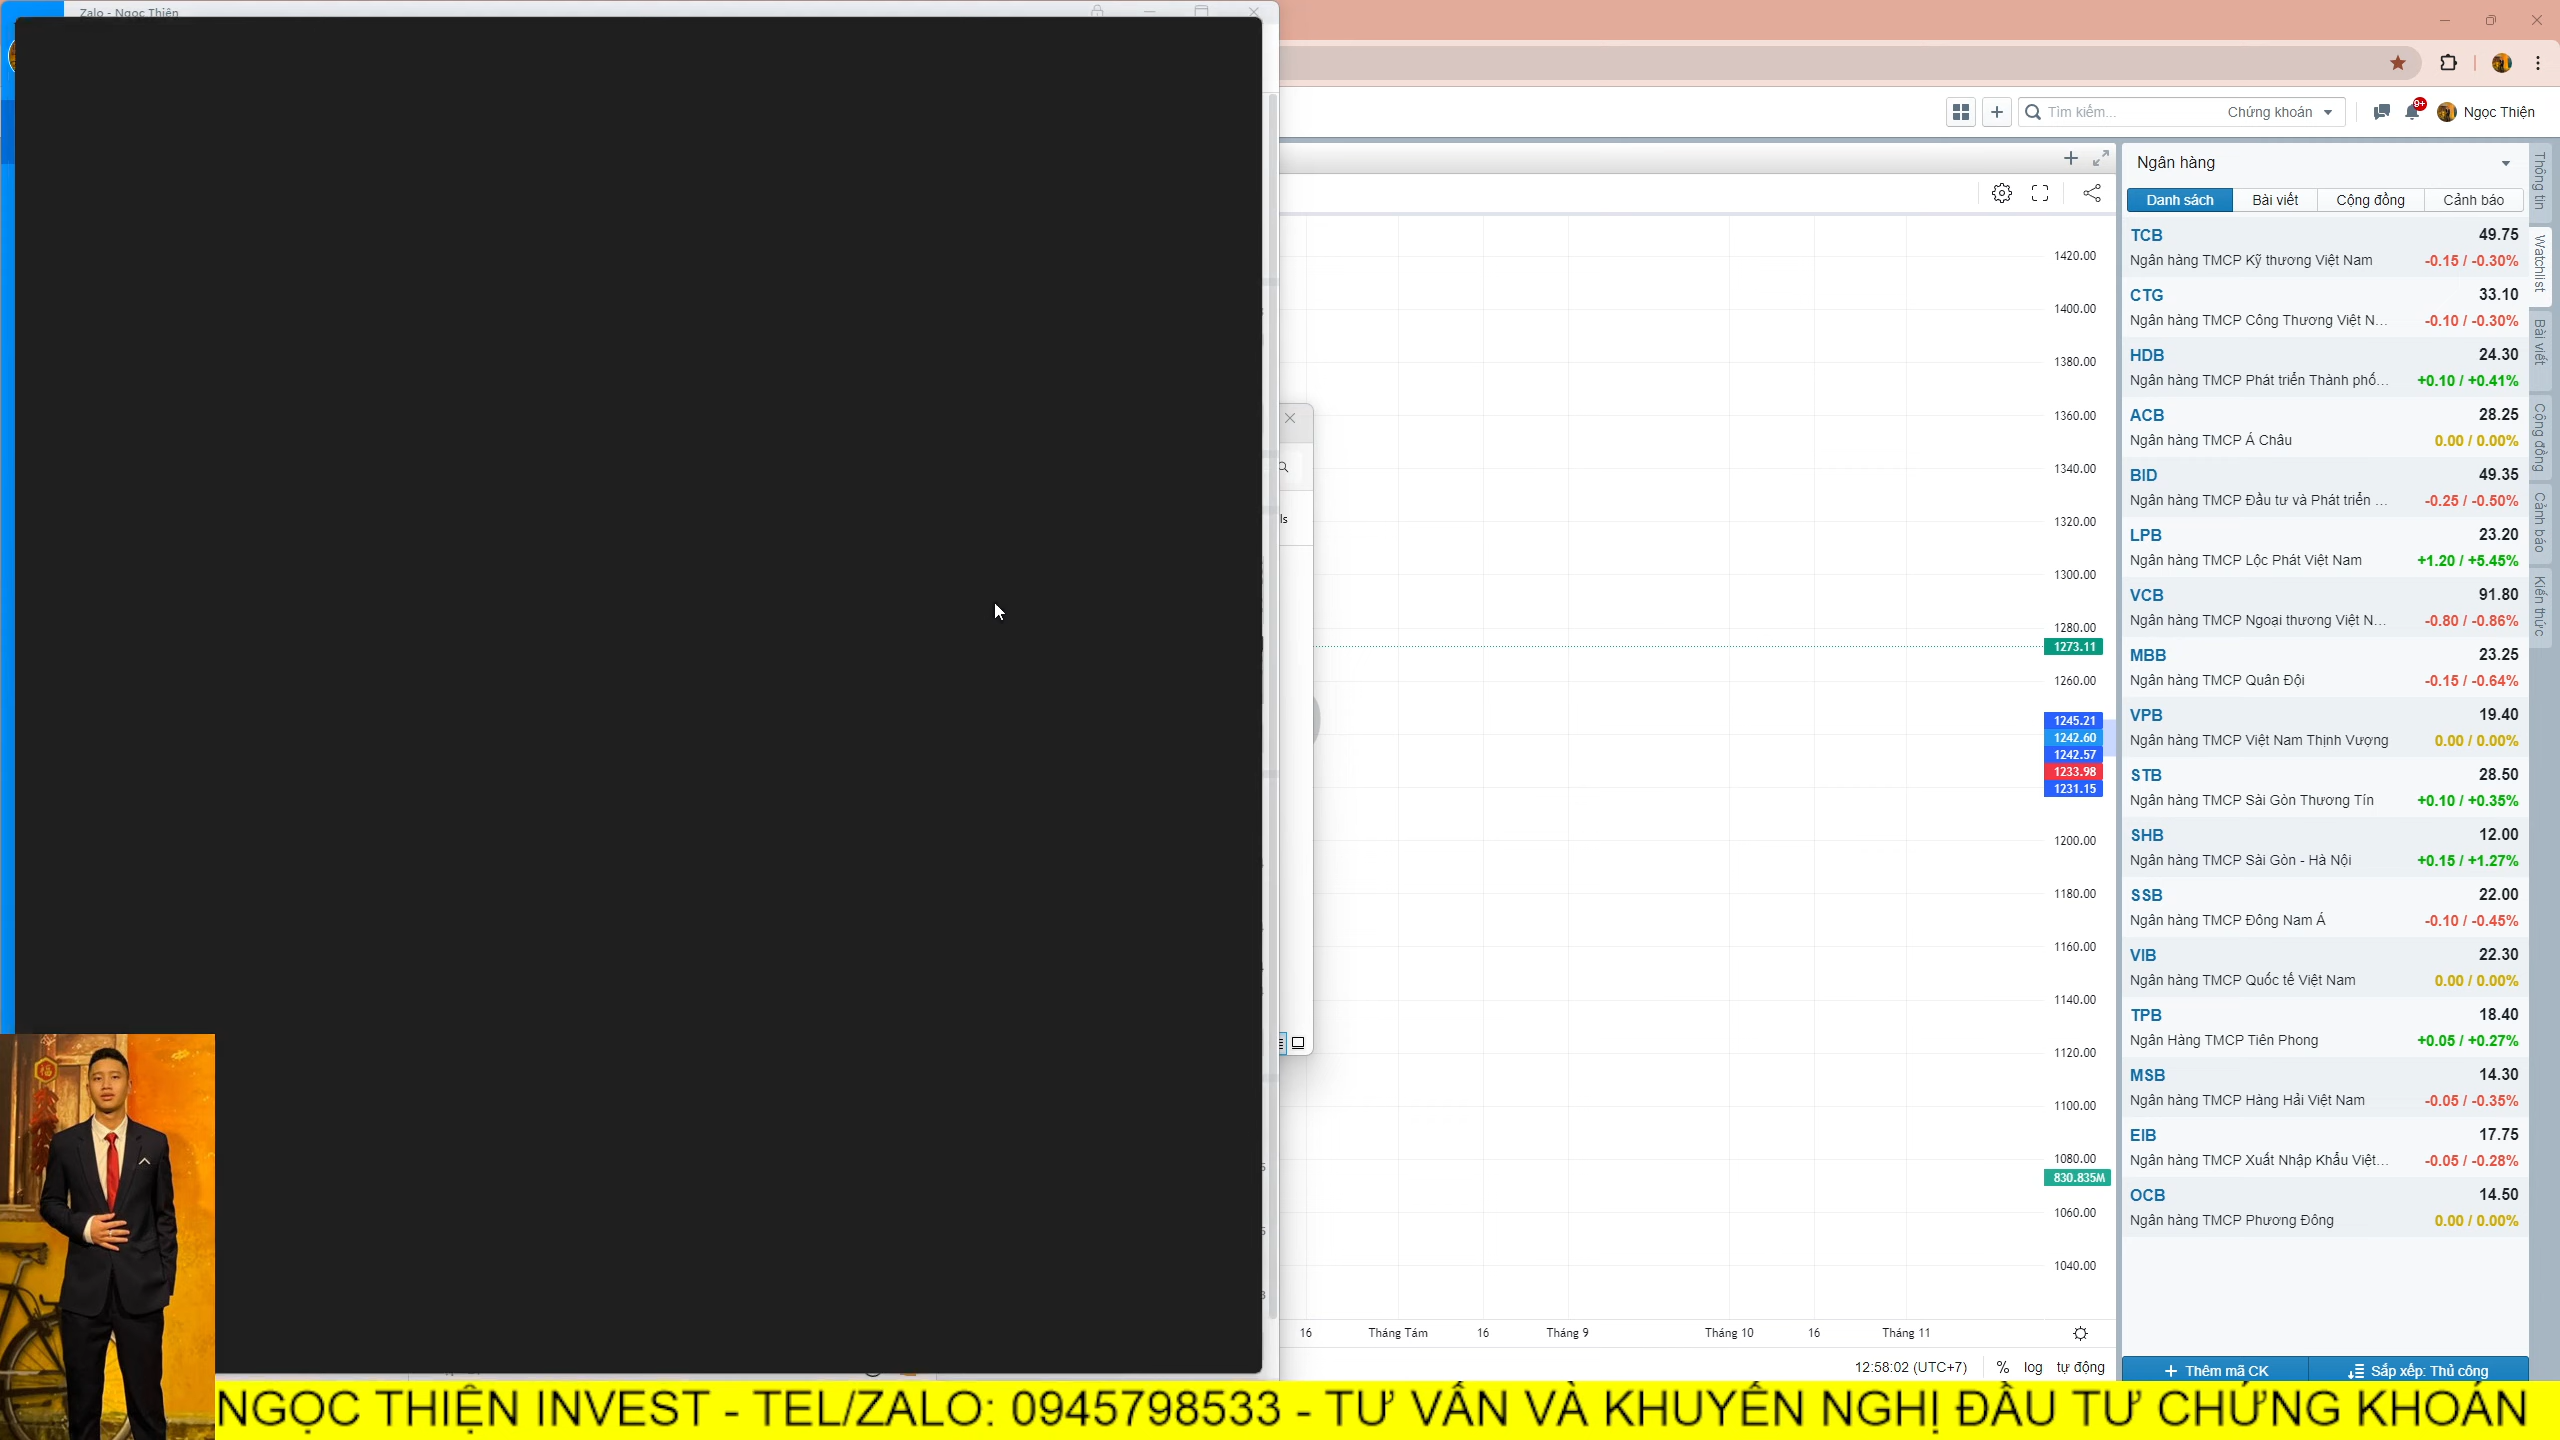 Zalo - Ngọc Thiện
Tìm kiếm...
Chứng khoán
9+
Ngọc Thiện
Ngân hàng
Danh sách
Bài viết
Cộng đồng
Cảnh báo
TCB 49.75
Ngân hàng TMCP Kỹ thương Việt Nam -0.15 / -0.30%
CTG 33.10
Ngân hàng TMCP Công Thương Việt N... -0.10 / -0.30%
HDB 24.30
Ngân hàng TMCP Phát triển Thành phố... +0.10 / +0.41%
ACB 28.25
Ngân hàng TMCP Á Châu 0.00 / 0.00%
BID 49.35
Ngân hàng TMCP Đầu tư và Phát triển ... -0.25 / -0.50%
LPB 23.20
Ngân hàng TMCP Lộc Phát Việt Nam +1.20 / +5.45%
VCB 91.80
Ngân hàng TMCP Ngoại thương Việt N... -0.80 / -0.86%
MBB 23.25
Ngân hàng TMCP Quân Đội -0.15 / -0.64%
VPB 19.40
Ngân hàng TMCP Việt Nam Thịnh Vượng 0.00 / 0.00%
STB 28.50
Ngân hàng TMCP Sài Gòn Thương Tín +0.10 / +0.35%
SHB 12.00
Ngân hàng TMCP Sài Gòn - Hà Nội +0.15 / +1.27%
SSB 22.00
Ngân hàng TMCP Đông Nam Á -0.10 / -0.45%
VIB 22.30
Ngân hàng TMCP Quốc tế Việt Nam 0.00 / 0.00%
TPB 18.40
Ngân Hàng TMCP Tiên Phong +0.05 / +0.27%
MSB 14.30
Ngân hàng TMCP Hàng Hải Việt Nam -0.05 / -0.35%
EIB 17.75
Ngân hàng TMCP Xuất Nhập Khẩu Việt... -0.05 / -0.28%
OCB 14.50
Ngân hàng TMCP Phương Đông 0.00 / 0.00%
Thêm mã CK
Sắp xếp: Thủ công
Thông tin
Watchlist
Bài viết
Cộng đồng
Cảnh báo
Kiến thức
1420.00
1400.00
1380.00
1360.00
1340.00
1320.00
1300.00
1280.00
1273.11
1260.00
1245.21
1242.60
1242.57
1233.98
1231.15
1200.00
1180.00
1160.00
1140.00
1120.00
1100.00
1080.00
830.835M
1060.00
1040.00
ls
16 Tháng Tám 16 Tháng 9 Tháng 10 16 Tháng 11
12:58:02 (UTC+7) % log tự động
NGỌC THIỆN INVEST - TEL/ZALO: 0945798533 - TƯ VẤN VÀ KHUYẾN NGHỊ ĐẦU TƯ CHỨNG KHOÁN